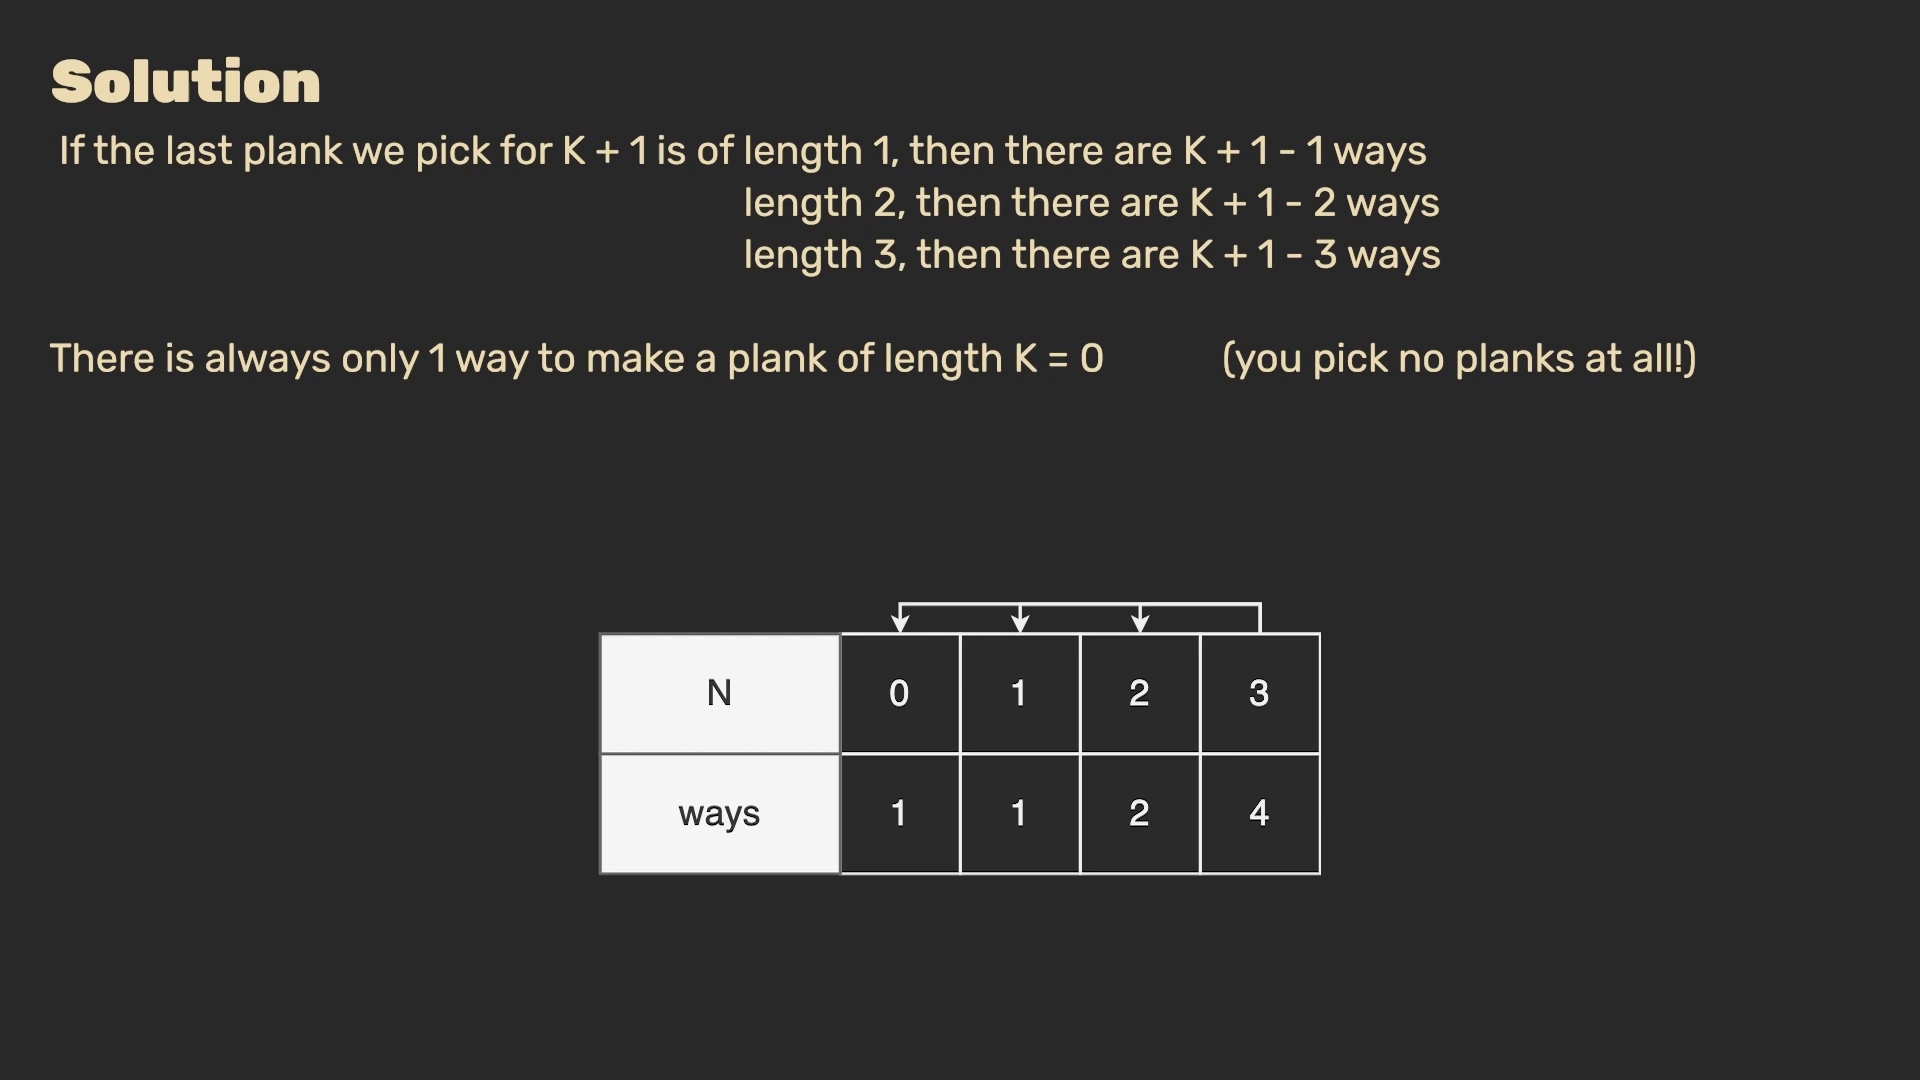 Solution
If the last plank we pick for K + 1 is of length 1, then there are K + 1 - 1 ways
length 2, then there are K + 1 - 2 ways
length 3, then there are K + 1 - 3 ways
There is always only 1 way to make a plank of length K = 0 (you pick no planks at all!)
N 0 1 2 3
ways 1 1 2 4